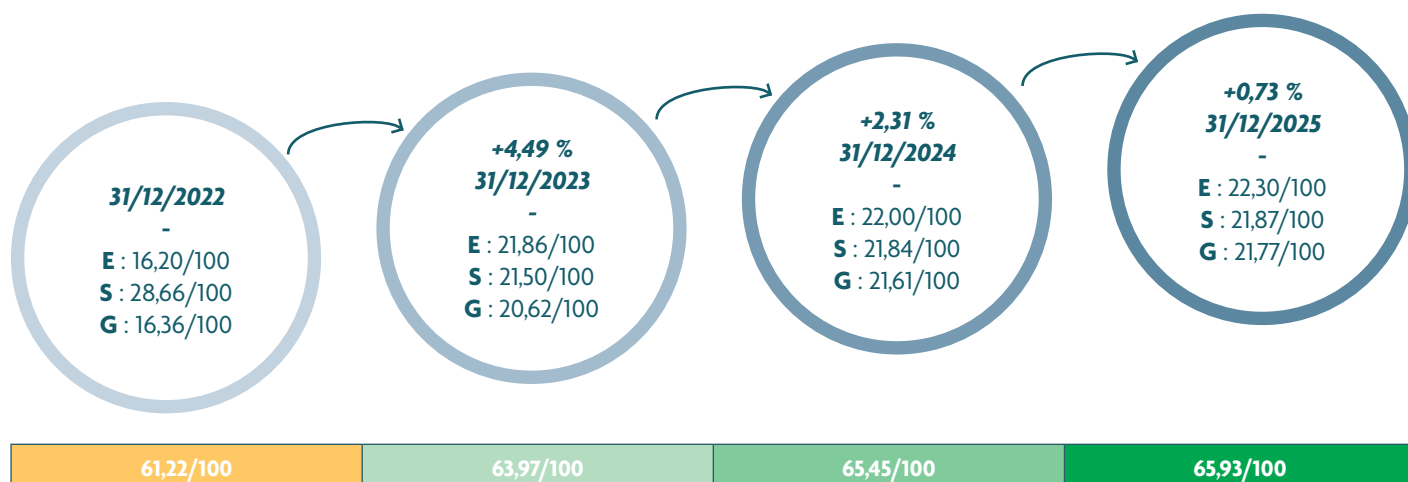 31/12/2022
-
E : 16,20/100
S : 28,66/100
G : 16,36/100
+4,49 %
31/12/2023
-
E : 21,86/100
S : 21,50/100
G : 20,62/100
+2,31 %
31/12/2024
-
E : 22,00/100
S : 21,84/100
G : 21,61/100
+0,73 %
31/12/2025
-
E : 22,30/100
S : 21,87/100
G : 21,77/100
61,22/100
63,97/100
65,45/100
65,93/100